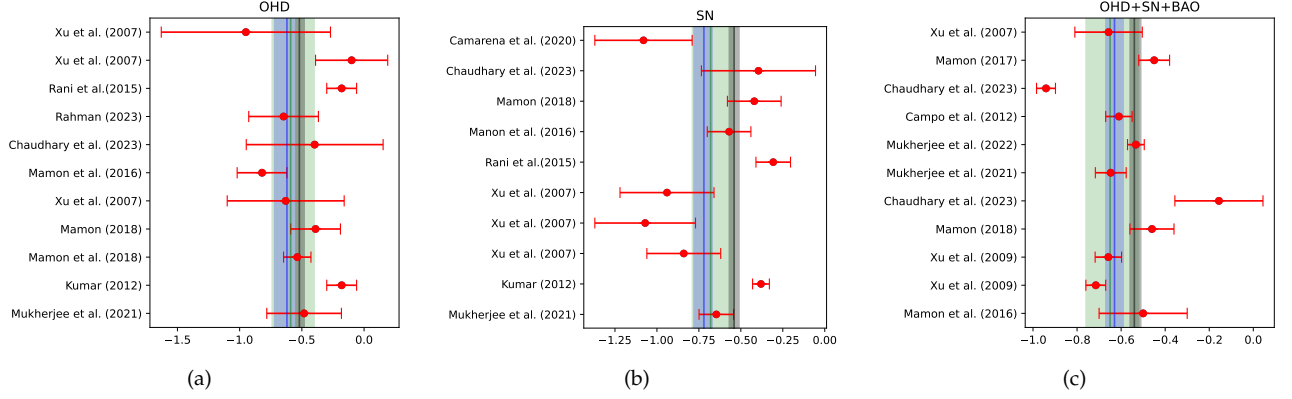 OHD
Xu et al. (2007)
Xu et al. (2007)
Rani et al.(2015)
Rahman (2023)
Chaudhary et al. (2023)
Mamon et al. (2016)
Xu et al. (2007)
Mamon (2018)
Mamon et al. (2018)
Kumar (2012)
Mukherjee et al. (2021)
−1.5 −1.0 −0.5 0.0
(a)
SN
Camarena et al. (2020)
Chaudhary et al. (2023)
Mamon (2018)
Manon et al. (2016)
Rani et al.(2015)
Xu et al. (2007)
Xu et al. (2007)
Xu et al. (2007)
Kumar (2012)
Mukherjee et al. (2021)
−1.25 −1.00 −0.75 −0.50 −0.25 0.00
(b)
OHD+SN+BAO
Xu et al. (2007)
Mamon (2017)
Chaudhary et al. (2023)
Campo et al. (2012)
Mukherjee et al. (2022)
Mukherjee et al. (2021)
Chaudhary et al. (2023)
Mamon (2018)
Xu et al. (2009)
Xu et al. (2009)
Mamon et al. (2016)
−1.0 −0.8 −0.6 −0.4 −0.2 0.0
(c)